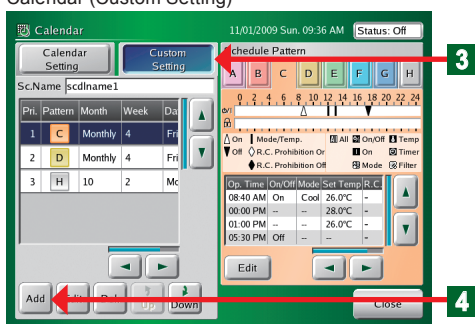 Calendar (Custom Setting)
Calendar
11/01/2009 Sun. 09:36 AM
Status: Off
Calendar Setting
Custom Setting
3
Sc.Name scdlname1
Pri. Pattern Month Week Da
1 C Monthly 4 Fri
2 D Monthly 4 Fri
3 H 10 2 Mo
Add
Down
Schedule Pattern
A B C D E F G H
0 2 4 6 8 10 12 14 16 18 20 22 24
On Mode/Temp. All On/Off Temp
Off R.C. Prohibition On On Timer
R.C. Prohibition Off Mode Filter
Op. Time On/Off Mode Set Temp R.C.
08:40 AM On Cool 26.0°C -
00:00 PM -- -- 28.0°C -
01:00 PM -- -- 26.0°C -
05:30 PM Off -- -- -
Edit
Close
4